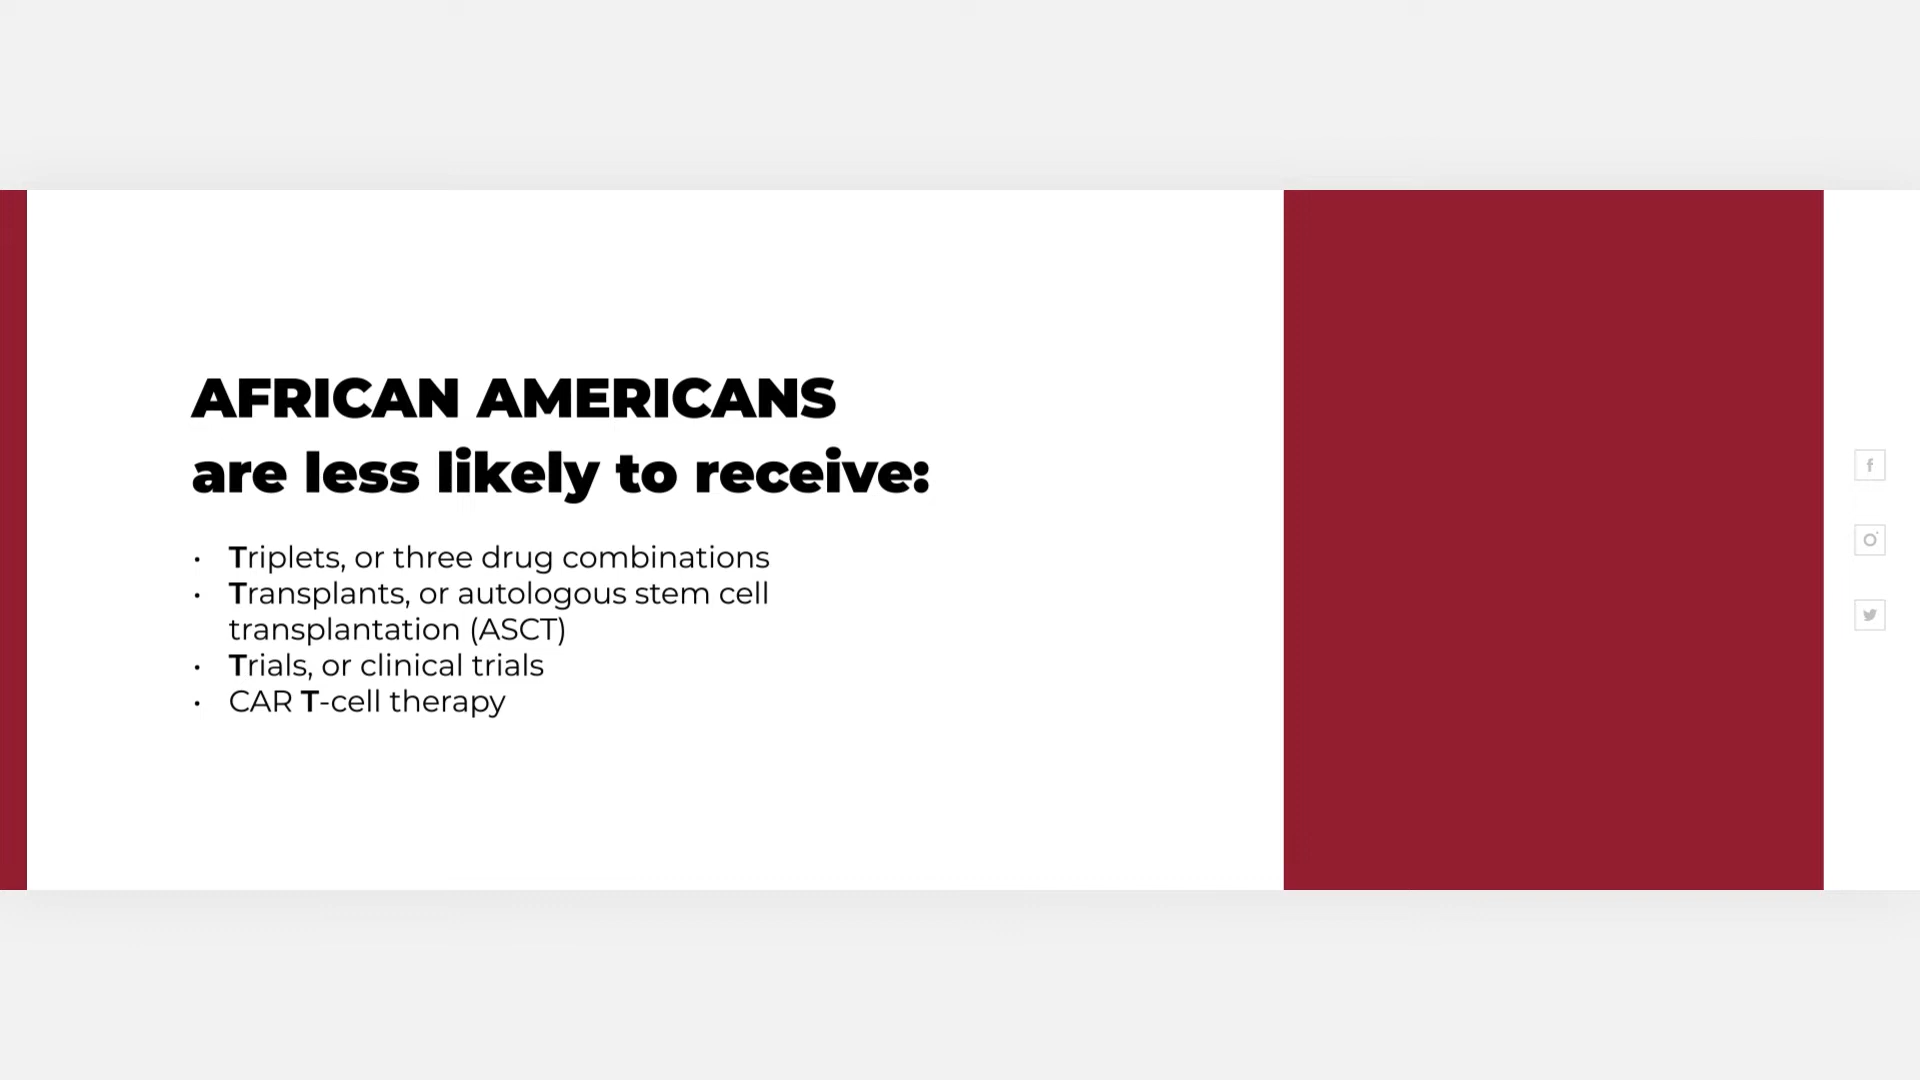 AFRICAN AMERICANS
are less likely to receive:
• Triplets, or three drug combinations
• Transplants, or autologous stem cell
transplantation (ASCT)
• Trials, or clinical trials
• CAR T-cell therapy